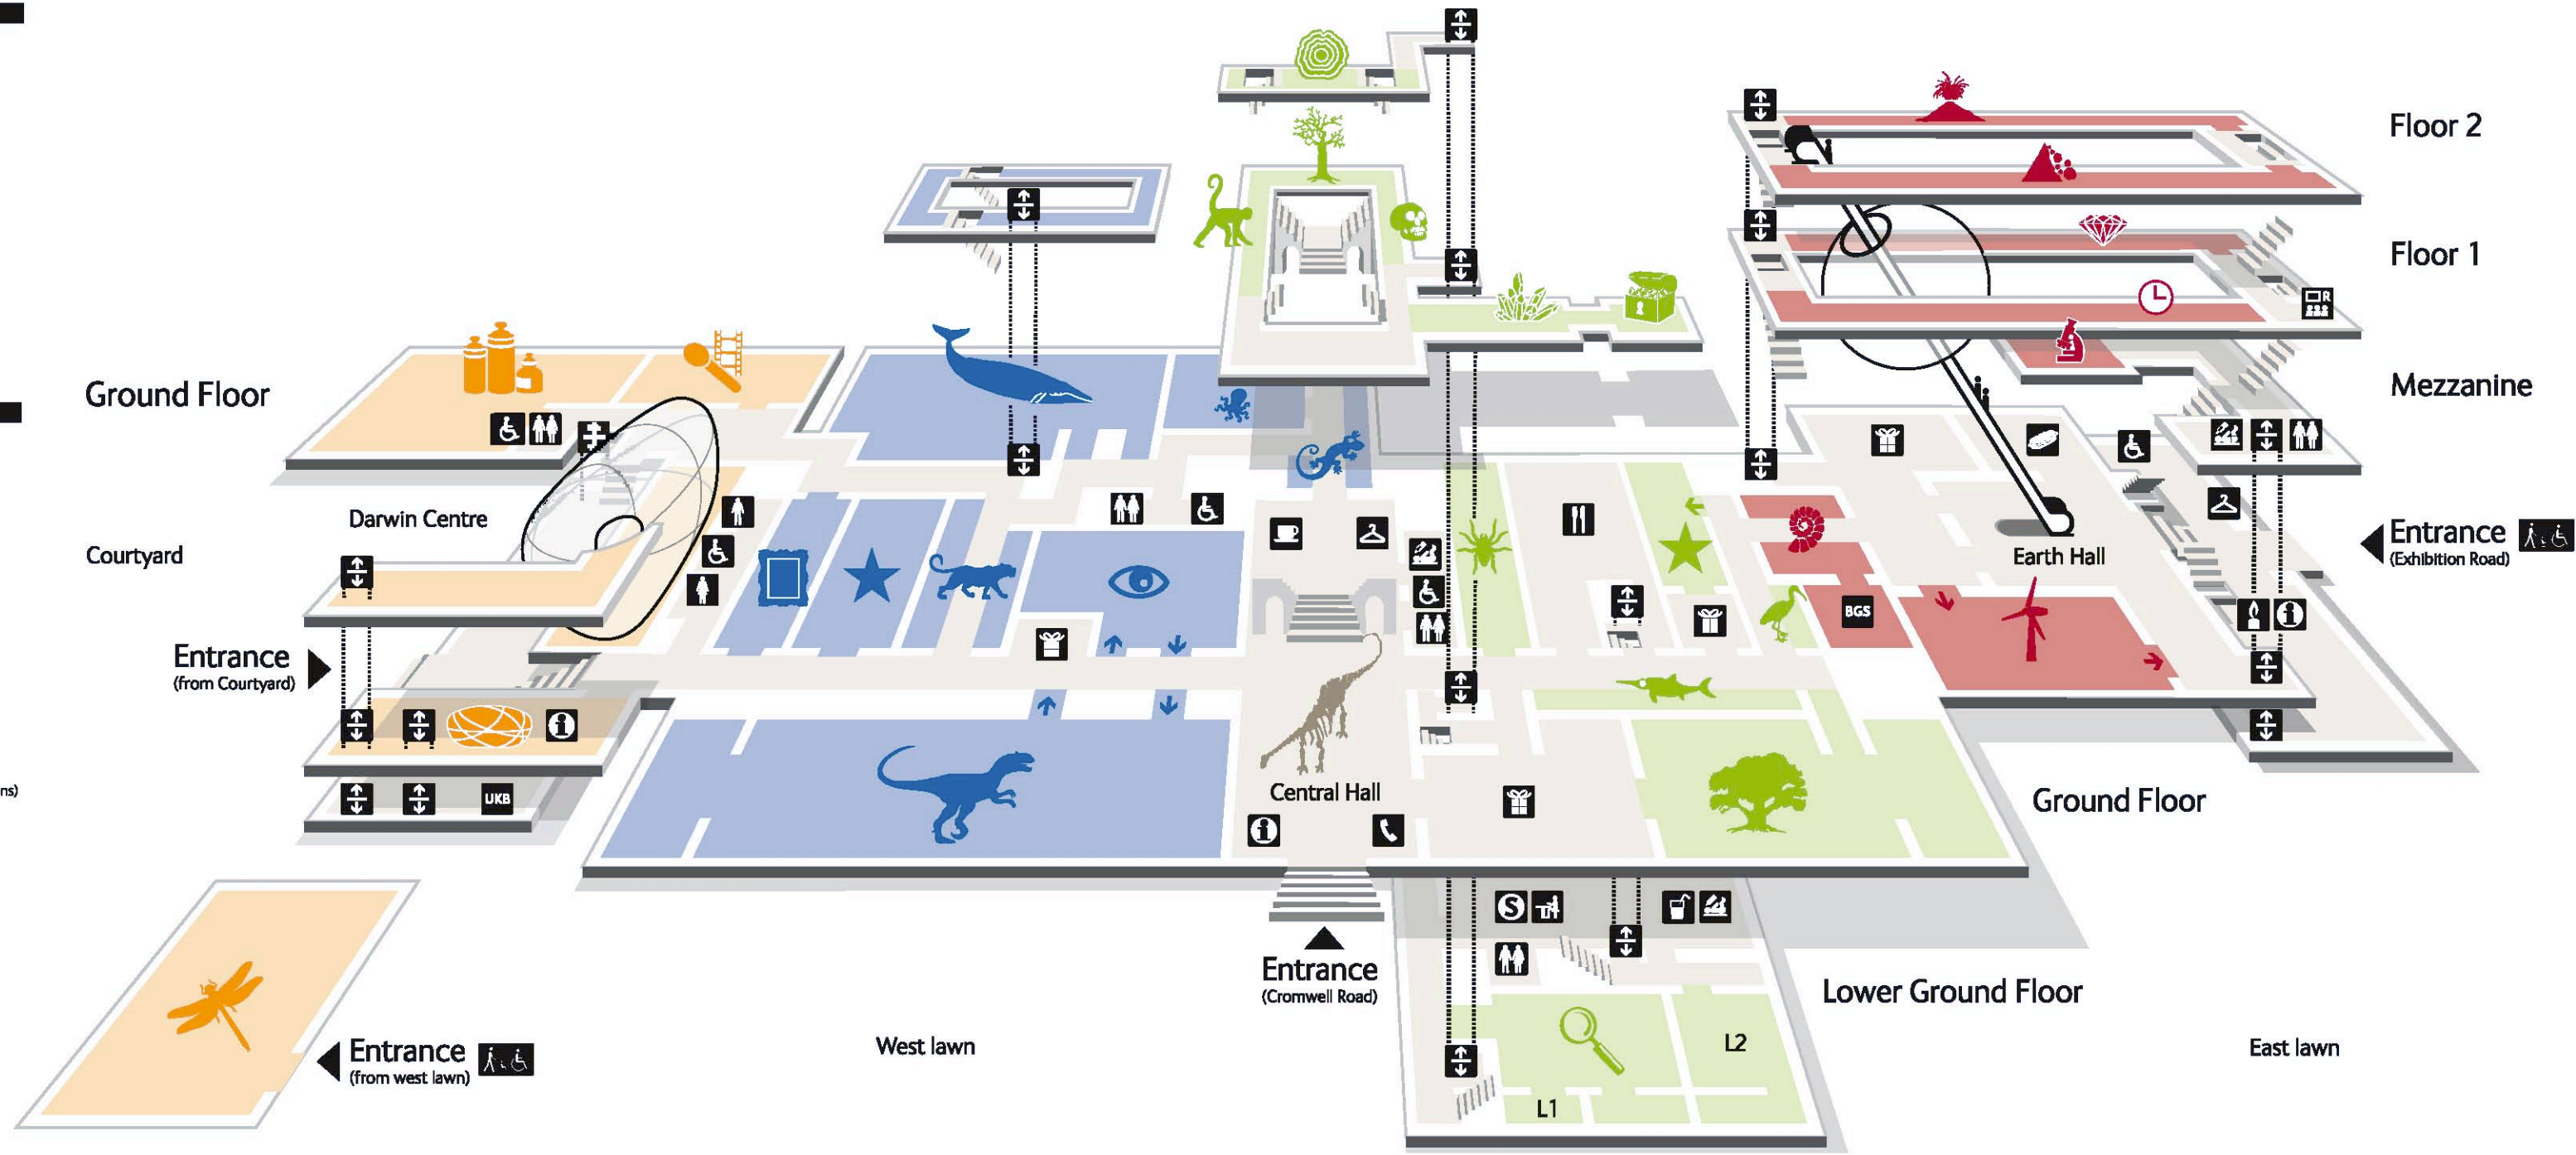 Floor 2
Floor 1
Ground Floor
Mezzanine
Darwin Centre
Courtyard
Entrance
(Exhibition Road)
Earth Hall
BGS
Entrance
(from Courtyard)
UKB
ns)
Central Hall
Ground Floor
S
Entrance
(Cromwell Road)
Lower Ground Floor
L2
L1
West lawn
East lawn
Entrance
(from west lawn)
R